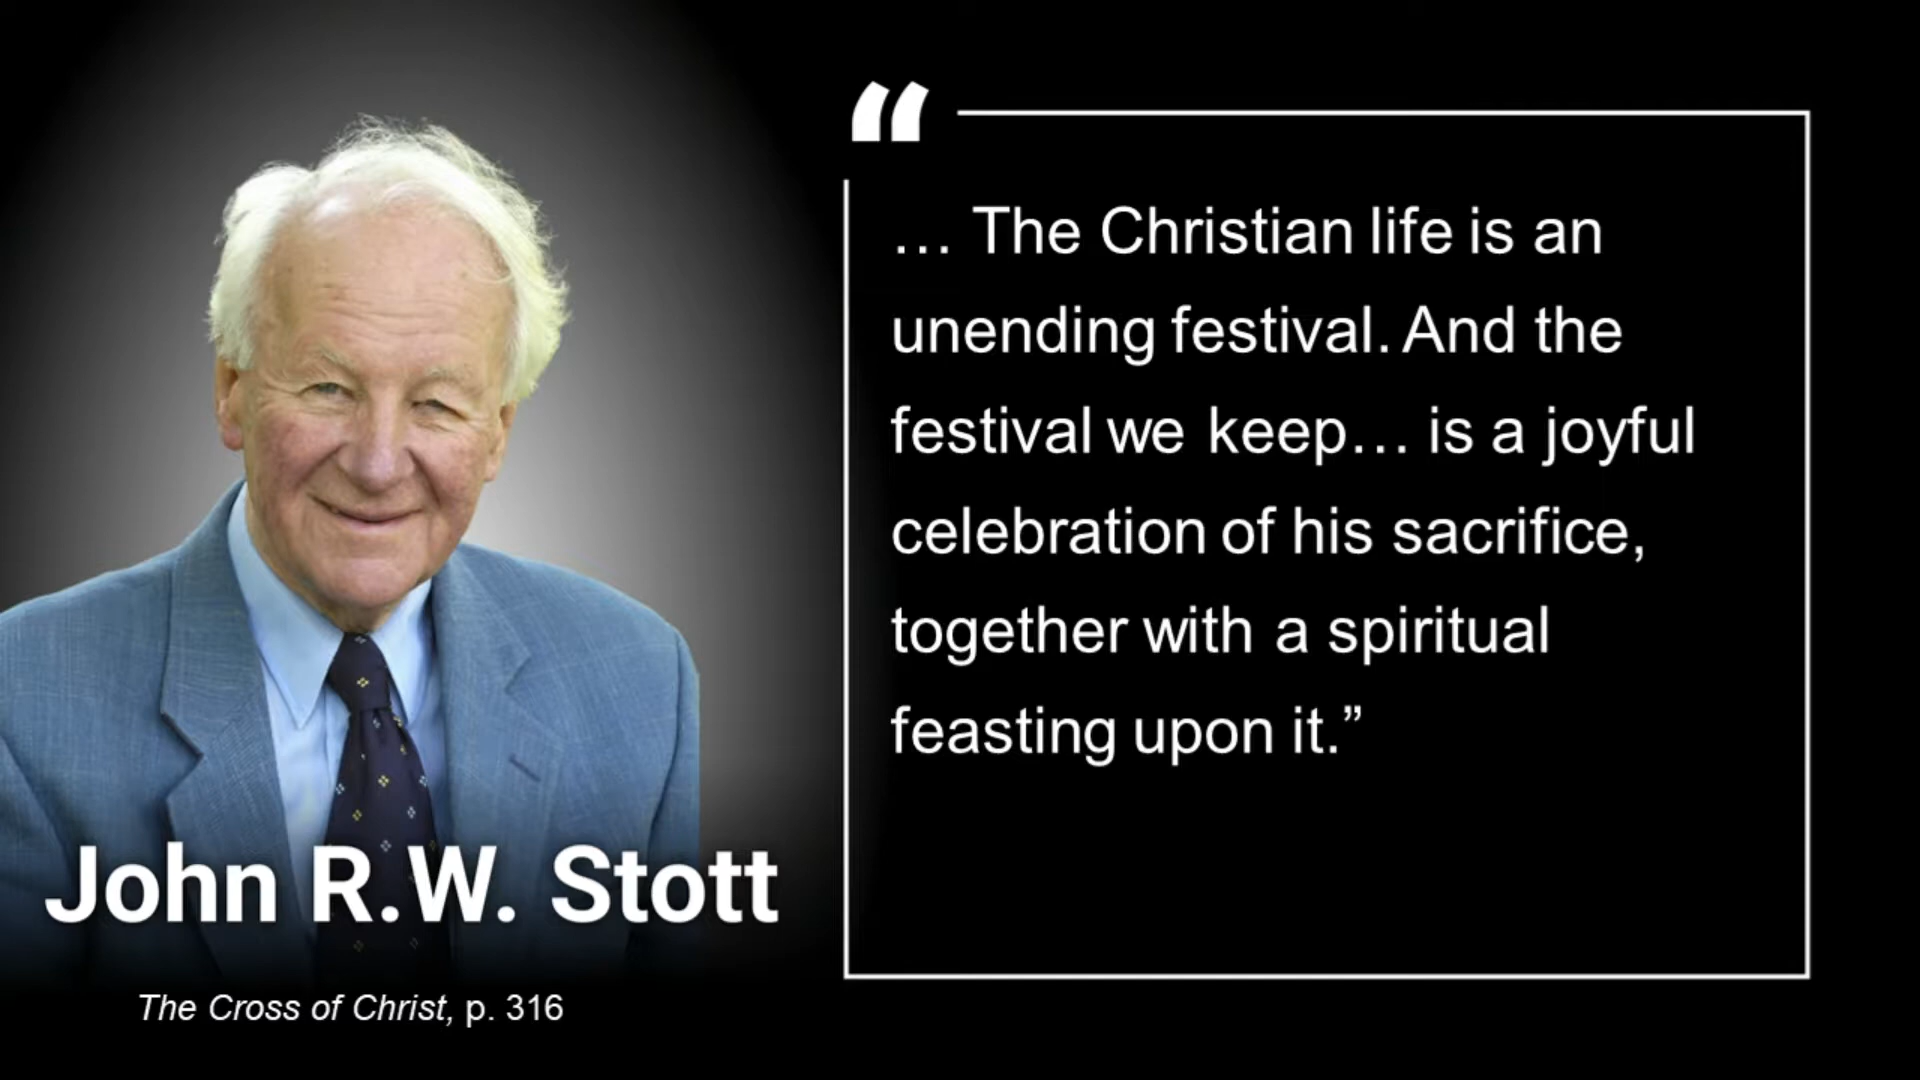 “
… The Christian life is an
unending festival. And the
festival we keep… is a joyful
celebration of his sacrifice,
together with a spiritual
feasting upon it.”
John R.W. Stott
The Cross of Christ, p. 316